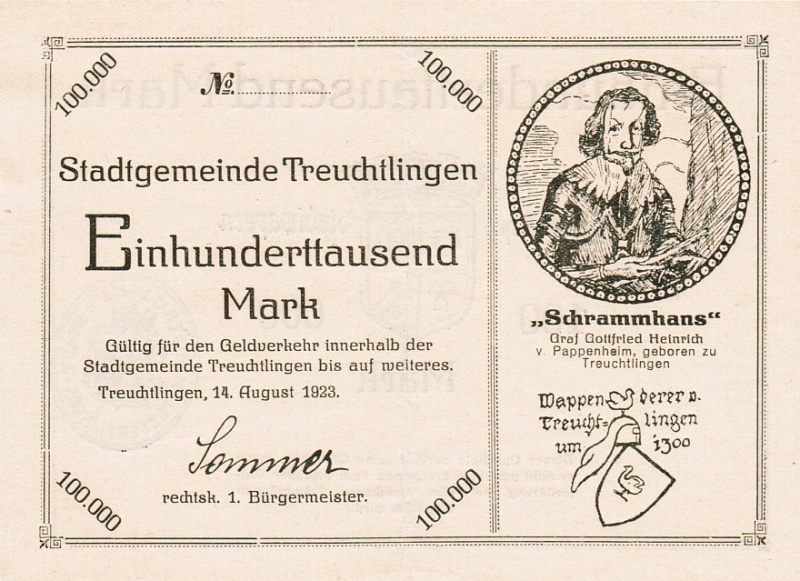 100.000
100.000
No.
Stadtgemeinde Treuchtlingen
Einhunderttausend
Mark
Gültig für den Geldverkehr innerhalb der
Stadtgemeinde Treuchtlingen bis auf weiteres.
Treuchtlingen, 14. August 1923.
Sommer
rechtsk. 1. Bürgermeister.
100.000
100.000
„Schrammhans“
Graf Gottfried Heinrich
v. Pappenheim, geboren zu
Treuchtlingen
Wappen derer v.
Treucht=lingen
um 1300